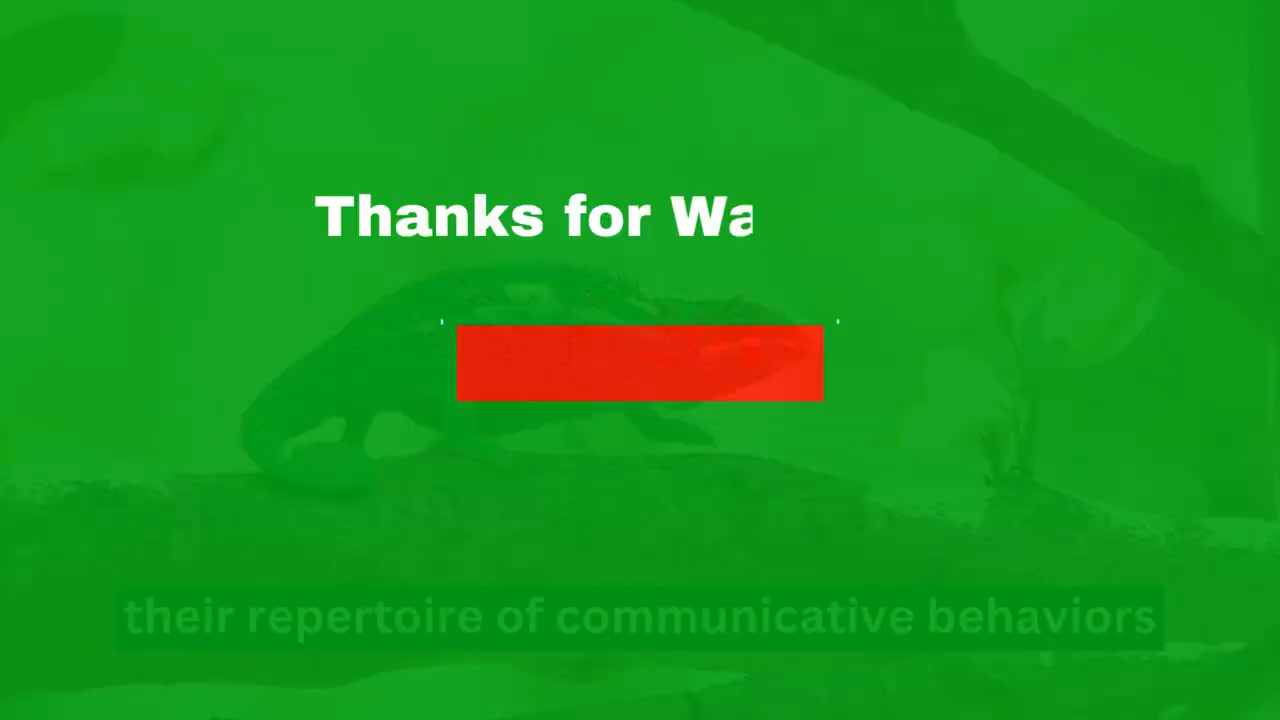 Thanks for Wa
their repertoire of communicative behaviors